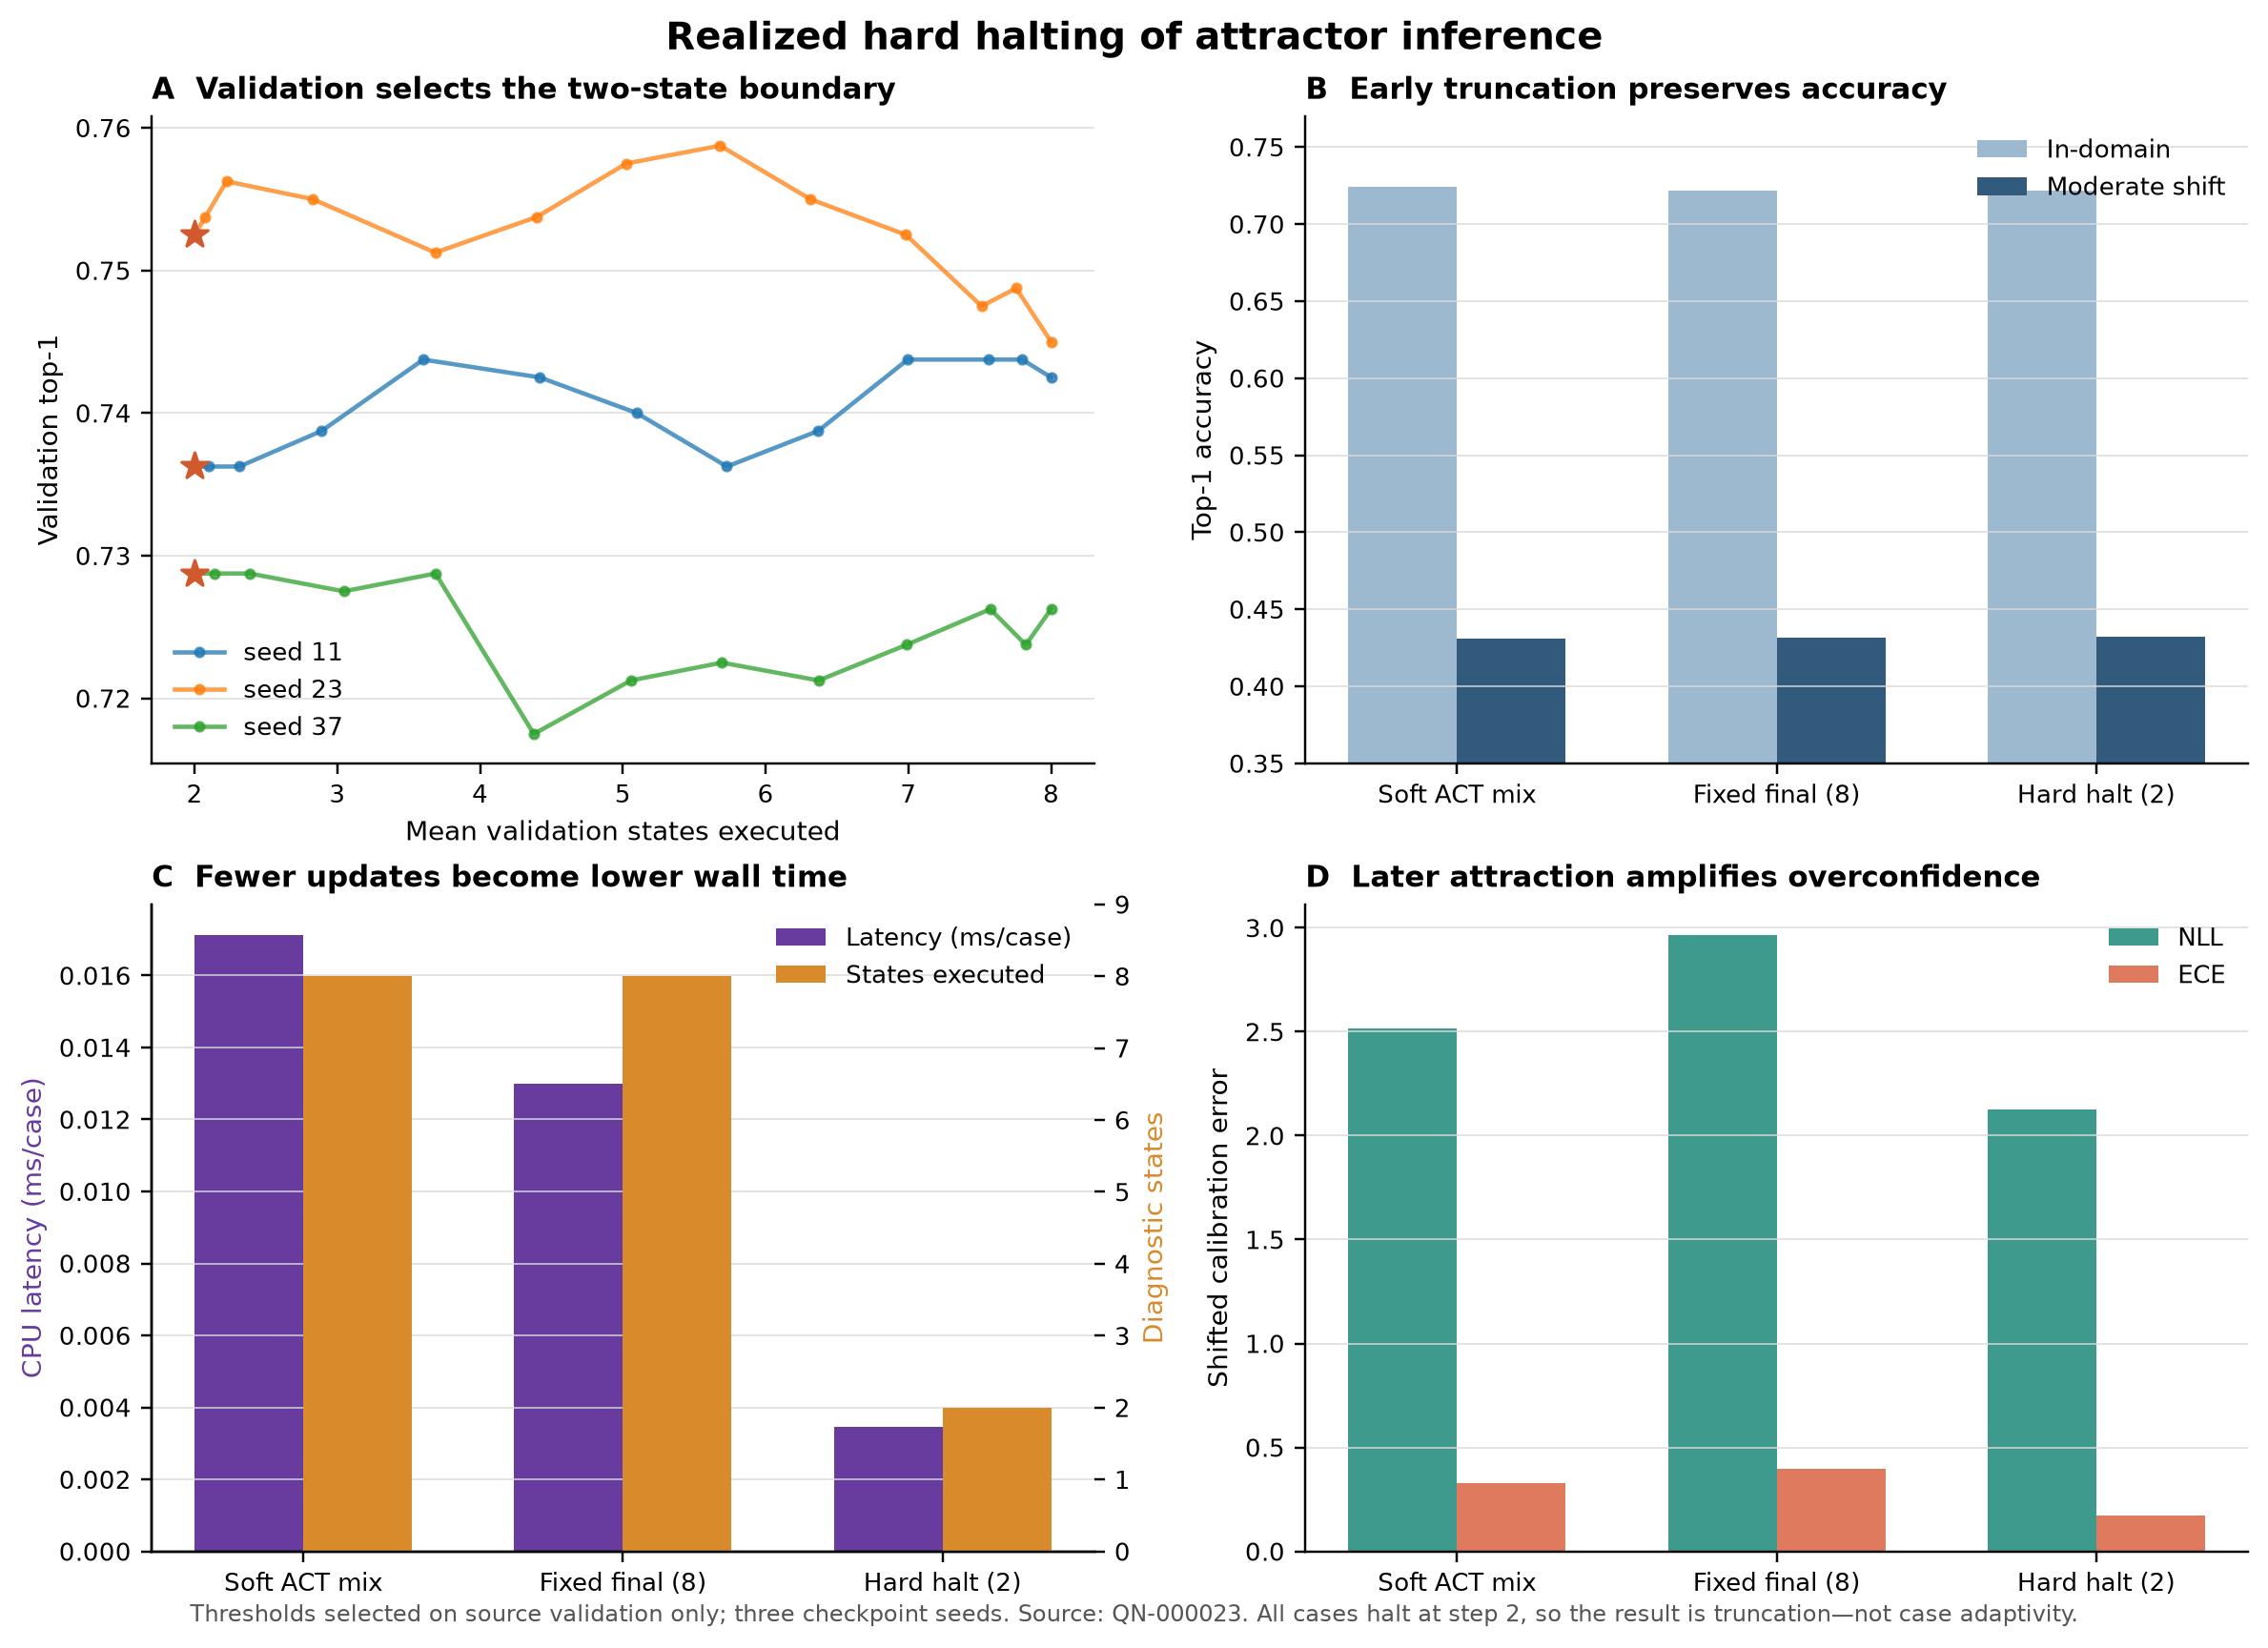 Realized hard halting of attractor inference
A Validation selects the two-state boundary
0.76
0.75
0.74
0.73
0.72
Validation top-1
seed 11
seed 23
seed 37
2 3 4 5 6 7 8
Mean validation states executed
B Early truncation preserves accuracy
0.75
0.70
0.65
0.60
0.55
0.50
0.45
0.40
0.35
Top-1 accuracy
In-domain
Moderate shift
Soft ACT mix Fixed final (8) Hard halt (2)
C Fewer updates become lower wall time
0.016
0.014
0.012
0.010
0.008
0.006
0.004
0.002
0.000
CPU latency (ms/case)
Latency (ms/case)
States executed
9
8
7
6
5
4
3
2
1
0
Diagnostic states
Soft ACT mix Fixed final (8) Hard halt (2)
D Later attraction amplifies overconfidence
3.0
2.5
2.0
1.5
1.0
0.5
0.0
Shifted calibration error
NLL
ECE
Soft ACT mix Fixed final (8) Hard halt (2)
Thresholds selected on source validation only; three checkpoint seeds. Source: QN-000023. All cases halt at step 2, so the result is truncation—not case adaptivity.